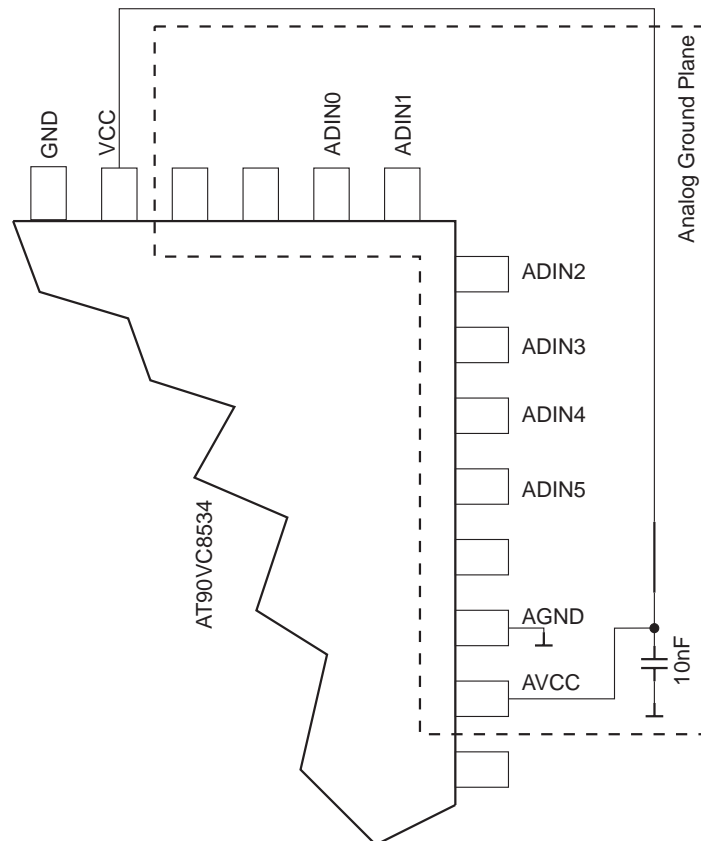 GND
VCC
ADIN0
ADIN1
Analog Ground Plane
ADIN2
ADIN3
ADIN4
ADIN5
AT90VC8534
AGND
AVCC
10nF